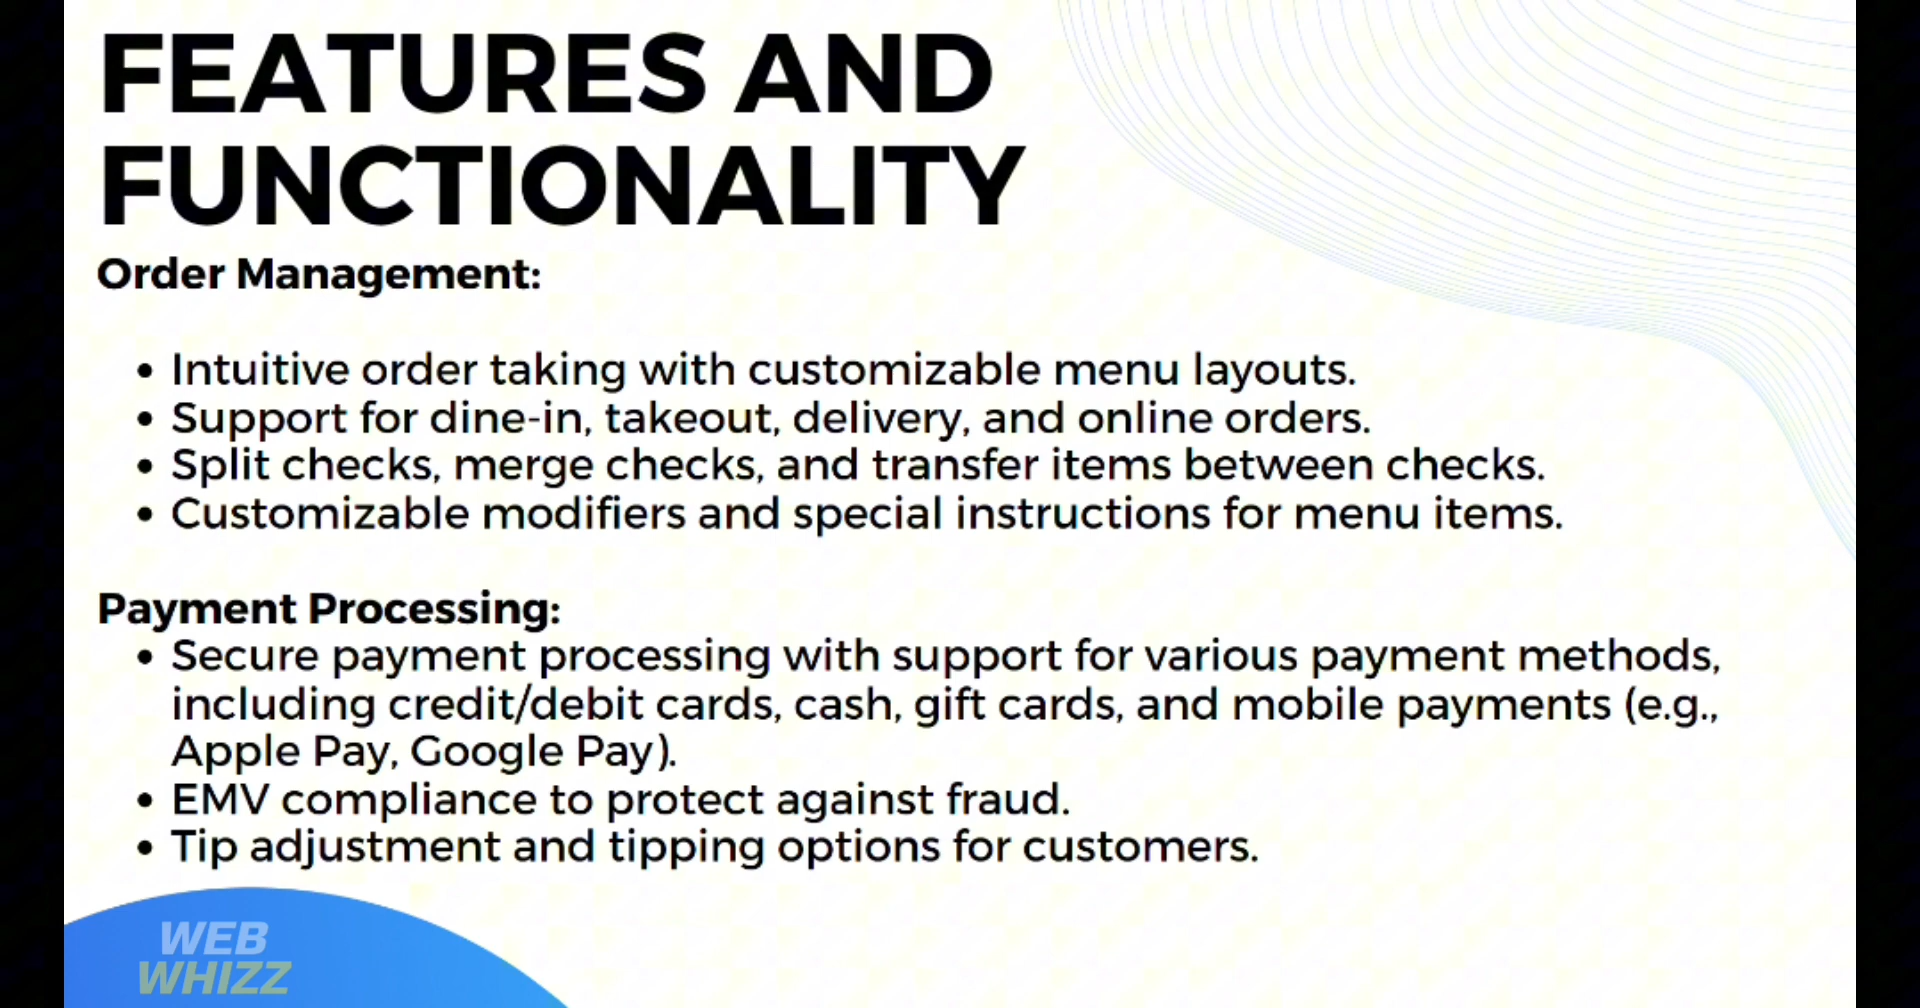 FEATURES AND
FUNCTIONALITY
Order Management:
• Intuitive order taking with customizable menu layouts.
• Support for dine-in, takeout, delivery, and online orders.
• Split checks, merge checks, and transfer items between checks.
• Customizable modifiers and special instructions for menu items.
Payment Processing:
• Secure payment processing with support for various payment methods,
including credit/debit cards, cash, gift cards, and mobile payments (e.g.,
Apple Pay, Google Pay).
• EMV compliance to protect against fraud.
• Tip adjustment and tipping options for customers.
WEB
WHIZZ